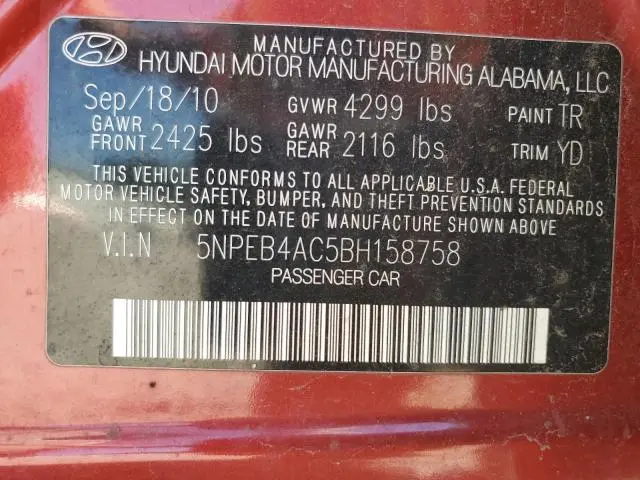 MANUFACTURED BY
HYUNDAI MOTOR MANUFACTURING ALABAMA, LLC
Sep/18/10 GVWR 4299 lbs PAINT TR
GAWR FRONT 2425 lbs GAWR REAR 2116 lbs TRIM YD
THIS VEHICLE CONFORMS TO ALL APPLICABLE U.S.A. FEDERAL
MOTOR VEHICLE SAFETY, BUMPER, AND THEFT PREVENTION STANDARDS
IN EFFECT ON THE DATE OF MANUFACTURE SHOWN ABOVE
V.I.N 5NPEB4AC5BH158758
PASSENGER CAR